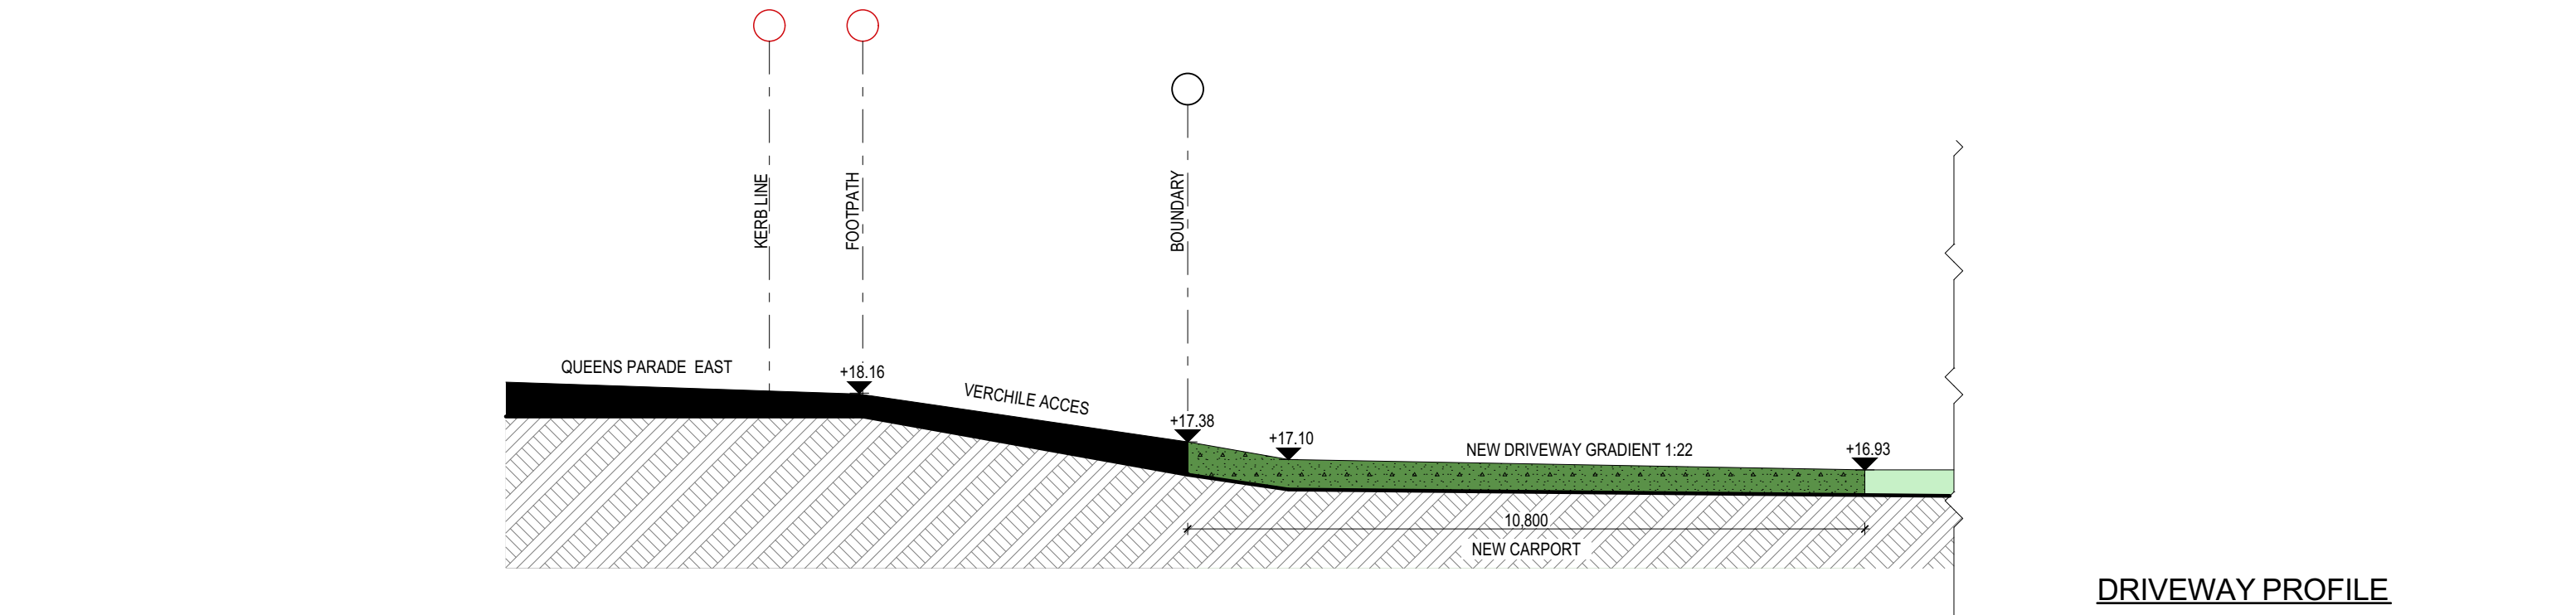 KERB LINE
FOOTPATH
BOUNDARY
QUEENS PARADE EAST
+18.16
VERCHILE ACCES
+17.38
+17.10
NEW DRIVEWAY GRADIENT 1:22
+16.93
10,800
NEW CARPORT
DRIVEWAY PROFILE